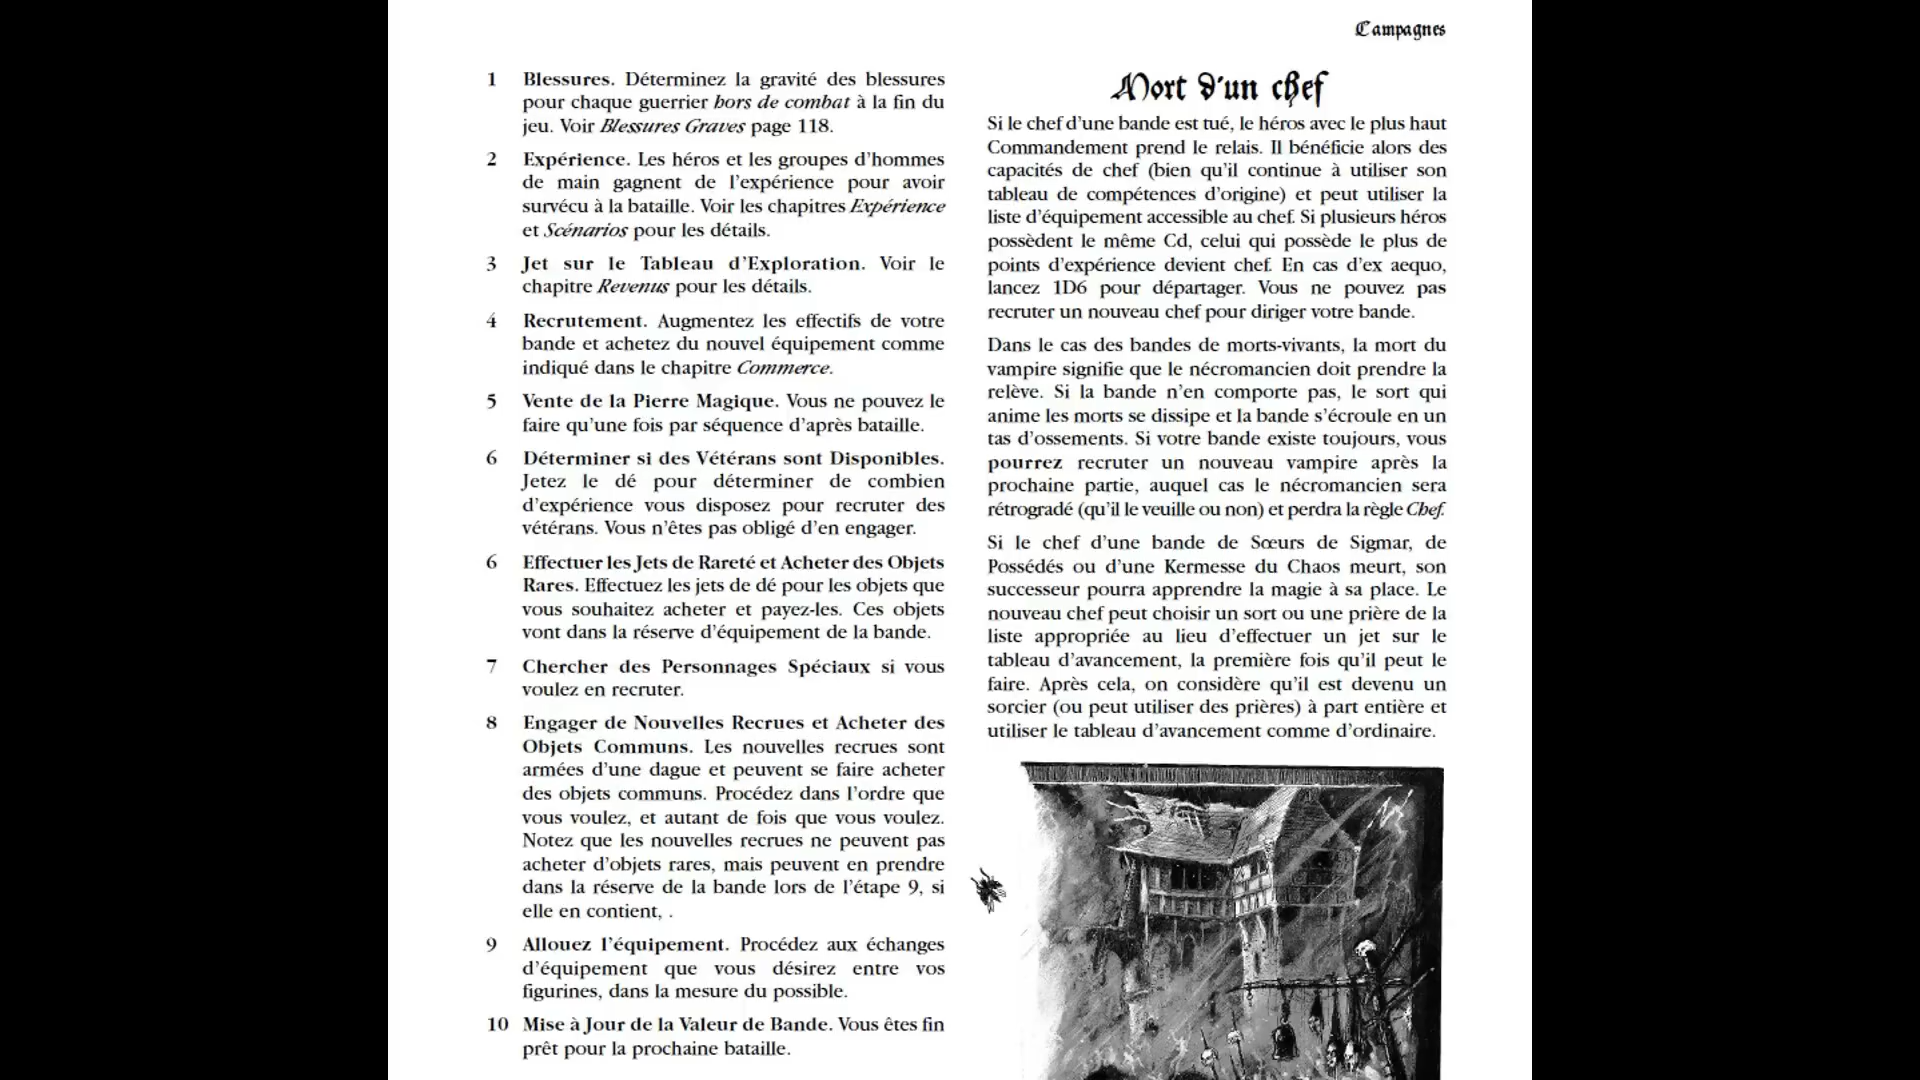 Campagnes
1 Blessures. Déterminez la gravité des blessures
pour chaque guerrier hors de combat à la fin du
jeu. Voir Blessures Graves page 118.
2 Expérience. Les héros et les groupes d'hommes
de main gagnent de l'expérience pour avoir
survécu à la bataille. Voir les chapitres Expérience
et Scénarios pour les détails.
3 Jet sur le Tableau d'Exploration. Voir le
chapitre Revenus pour les détails.
4 Recrutement. Augmentez les effectifs de votre
bande et achetez du nouvel équipement comme
indiqué dans le chapitre Commerce.
5 Vente de la Pierre Magique. Vous ne pouvez le
faire qu'une fois par séquence d'après bataille.
6 Déterminer si des Vétérans sont Disponibles.
Jetez le dé pour déterminer de combien
d'expérience vous disposez pour recruter des
vétérans. Vous n'êtes pas obligé d'en engager.
6 Effectuer les Jets de Rareté et Acheter des Objets
Rares. Effectuez les jets de dé pour les objets que
vous souhaitez acheter et payez-les. Ces objets
vont dans la réserve d'équipement de la bande.
7 Chercher des Personnages Spéciaux si vous
voulez en recruter.
8 Engager de Nouvelles Recrues et Acheter des
Objets Communs. Les nouvelles recrues sont
armées d'une dague et peuvent se faire acheter
des objets communs. Procédez dans l'ordre que
vous voulez, et autant de fois que vous voulez.
Notez que les nouvelles recrues ne peuvent pas
acheter d'objets rares, mais peuvent en prendre
dans la réserve de la bande lors de l'étape 9, si
elle en contient, .
9 Allouez l'équipement. Procédez aux échanges
d'équipement que vous désirez entre vos
figurines, dans la mesure du possible.
10 Mise à Jour de la Valeur de Bande. Vous êtes fin
prêt pour la prochaine bataille.
Mort d'un chef
Si le chef d'une bande est tué, le héros avec le plus haut
Commandement prend le relais. Il bénéficie alors des
capacités de chef (bien qu'il continue à utiliser son
tableau de compétences d'origine) et peut utiliser la
liste d'équipement accessible au chef. Si plusieurs héros
possèdent le même Cd, celui qui possède le plus de
points d'expérience devient chef. En cas d'ex aequo,
lancez 1D6 pour départager. Vous ne pouvez pas
recruter un nouveau chef pour diriger votre bande.
Dans le cas des bandes de morts-vivants, la mort du
vampire signifie que le nécromancien doit prendre la
relève. Si la bande n'en comporte pas, le sort qui
anime les morts se dissipe et la bande s'écroule en un
tas d'ossements. Si votre bande existe toujours, vous
pourrez recruter un nouveau vampire après la
prochaine partie, auquel cas le nécromancien sera
rétrogradé (qu'il le veuille ou non) et perdra la règle Chef.
Si le chef d'une bande de Sœurs de Sigmar, de
Possédés ou d'une Kermesse du Chaos meurt, son
successeur pourra apprendre la magie à sa place. Le
nouveau chef peut choisir un sort ou une prière de la
liste appropriée au lieu d'effectuer un jet sur le
tableau d'avancement, la première fois qu'il peut le
faire. Après cela, on considère qu'il est devenu un
sorcier (ou peut utiliser des prières) à part entière et
utiliser le tableau d'avancement comme d'ordinaire.